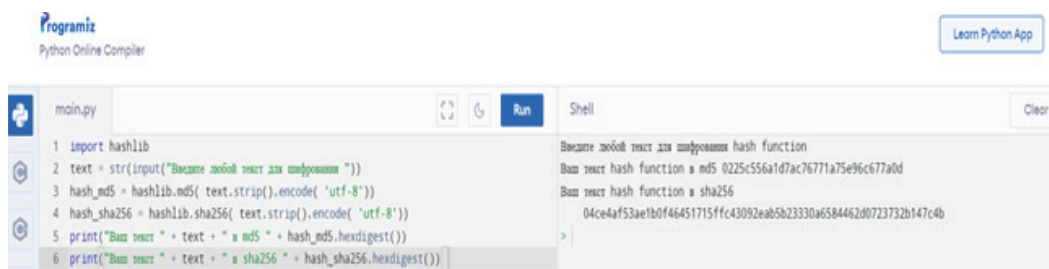 Programiz
Python Online Compiler
Learn Python App
main.py
Run
Shell
Clear
1 import hashlib
2 text = str(input("Введите любой текст для шифрования "))
3 hash_md5 = hashlib.md5( text.strip().encode( 'utf-8'))
4 hash_sha256 = hashlib.sha256( text.strip().encode( 'utf-8'))
5 print("Ваш текст " + text + " в md5 " + hash_md5.hexdigest())
6 print("Ваш текст " + text + " в sha256 " + hash_sha256.hexdigest())
Введите любой текст для шифрования hash function
Ваш текст hash function в md5 0225c556a1d7ac76771a75e96c677a0d
Ваш текст hash function в sha256
04ce4af53ae1b0f46451715ffc43092eab5b23330a6584462d0723732b147c4b
>